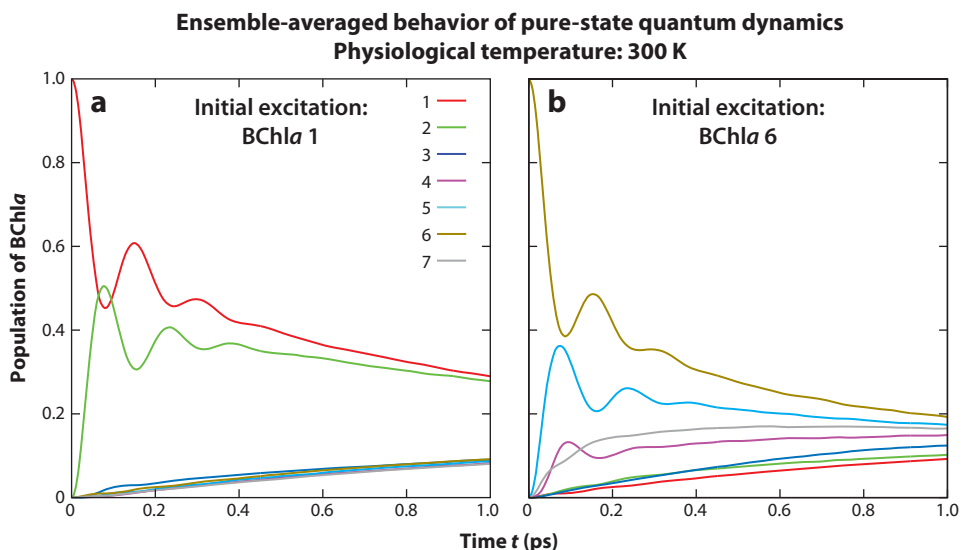 Ensemble-averaged behavior of pure-state quantum dynamics
Physiological temperature: 300 K
a
Initial excitation:
BChla 1
b
Initial excitation:
BChla 6
1
2
3
4
5
6
7
Population of BChla
1.0
0.8
0.6
0.4
0.2
0
0
0.2
0.4
0.6
0.8
1.0
0
0.2
0.4
0.6
0.8
1.0
Time t (ps)